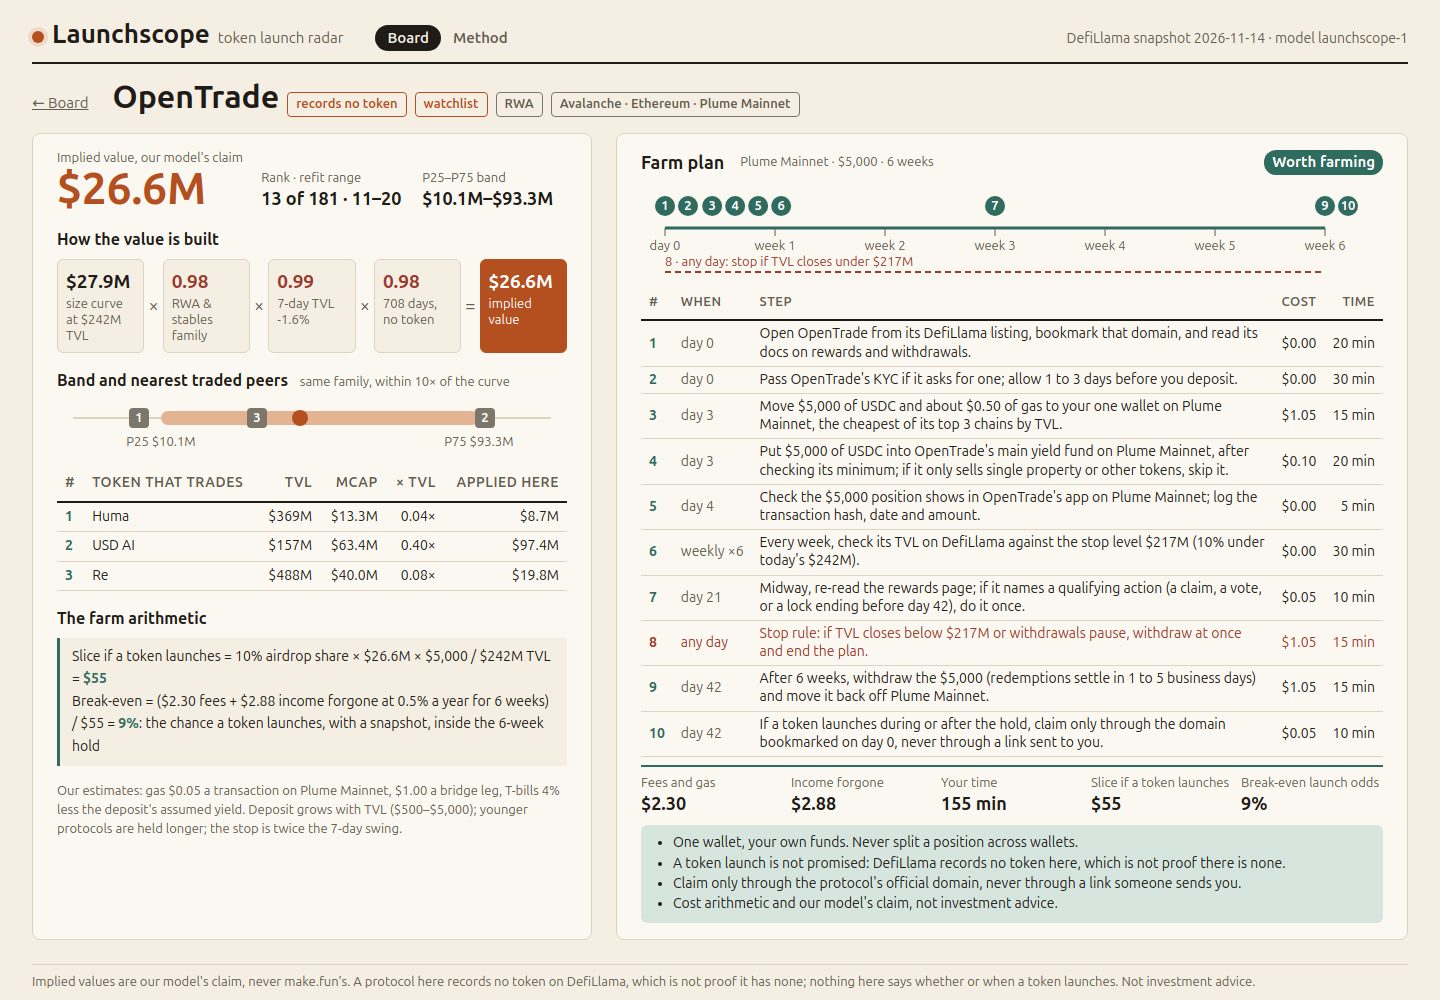 Launchscope token launch radar Board Method DefiLlama snapshot 2026-11-14 · model launchscope-1
← Board OpenTrade records no token watchlist RWA Avalanche · Ethereum · Plume Mainnet
Implied value, our model's claim
$26.6M
Rank · refit range
13 of 181 · 11–20
P25–P75 band
$10.1M–$93.3M
How the value is built
$27.9M
size curve
at $242M
TVL
×
0.98
RWA &
stables
family
×
0.99
7-day TVL
-1.6%
×
0.98
708 days,
no token
=
$26.6M
implied
value
Band and nearest traded peers same family, within 10× of the curve
1 3 2
P25 $10.1M P75 $93.3M
# TOKEN THAT TRADES TVL MCAP × TVL APPLIED HERE
1 Huma $369M $13.3M 0.04× $8.7M
2 USD AI $157M $63.4M 0.40× $97.4M
3 Re $488M $40.0M 0.08× $19.8M
The farm arithmetic
Slice if a token launches = 10% airdrop share × $26.6M × $5,000 / $242M TVL
= $55
Break-even = ($2.30 fees + $2.88 income forgone at 0.5% a year for 6 weeks)
/ $55 = 9%: the chance a token launches, with a snapshot, inside the 6-week
hold
Our estimates: gas $0.05 a transaction on Plume Mainnet, $1.00 a bridge leg, T-bills 4%
less the deposit's assumed yield. Deposit grows with TVL ($500–$5,000); younger
protocols are held longer; the stop is twice the 7-day swing.
Farm plan Plume Mainnet · $5,000 · 6 weeks Worth farming
1 2 3 4 5 6 7 9 10
day 0 week 1 week 2 week 3 week 4 week 5 week 6
8 · any day: stop if TVL closes under $217M
# WHEN STEP COST TIME
1 day 0 Open OpenTrade from its DefiLlama listing, bookmark that domain, and read its
docs on rewards and withdrawals. $0.00 20 min
2 day 0 Pass OpenTrade's KYC if it asks for one; allow 1 to 3 days before you deposit. $0.00 30 min
3 day 3 Move $5,000 of USDC and about $0.50 of gas to your one wallet on Plume
Mainnet, the cheapest of its top 3 chains by TVL. $1.05 15 min
4 day 3 Put $5,000 of USDC into OpenTrade's main yield fund on Plume Mainnet, after
checking its minimum; if it only sells single property or other tokens, skip it. $0.10 20 min
5 day 4 Check the $5,000 position shows in OpenTrade's app on Plume Mainnet; log the
transaction hash, date and amount. $0.00 5 min
6 weekly ×6 Every week, check its TVL on DefiLlama against the stop level $217M (10% under
today's $242M). $0.00 30 min
7 day 21 Midway, re-read the rewards page; if it names a qualifying action (a claim, a vote,
or a lock ending before day 42), do it once. $0.05 10 min
8 any day Stop rule: if TVL closes below $217M or withdrawals pause, withdraw at once
and end the plan. $1.05 15 min
9 day 42 After 6 weeks, withdraw the $5,000 (redemptions settle in 1 to 5 business days)
and move it back off Plume Mainnet. $1.05 15 min
10 day 42 If a token launches during or after the hold, claim only through the domain
bookmarked on day 0, never through a link sent to you. $0.05 10 min
Fees and gas Income forgone Your time Slice if a token launches Break-even launch odds
$2.30 $2.88 155 min $55 9%
• One wallet, your own funds. Never split a position across wallets.
• A token launch is not promised: DefiLlama records no token here, which is not proof there is none.
• Claim only through the protocol's official domain, never through a link someone sends you.
• Cost arithmetic and our model's claim, not investment advice.
Implied values are our model's claim, never make.fun's. A protocol here records no token on DefiLlama, which is not proof it has none; nothing here says whether or when a token launches. Not investment advice.